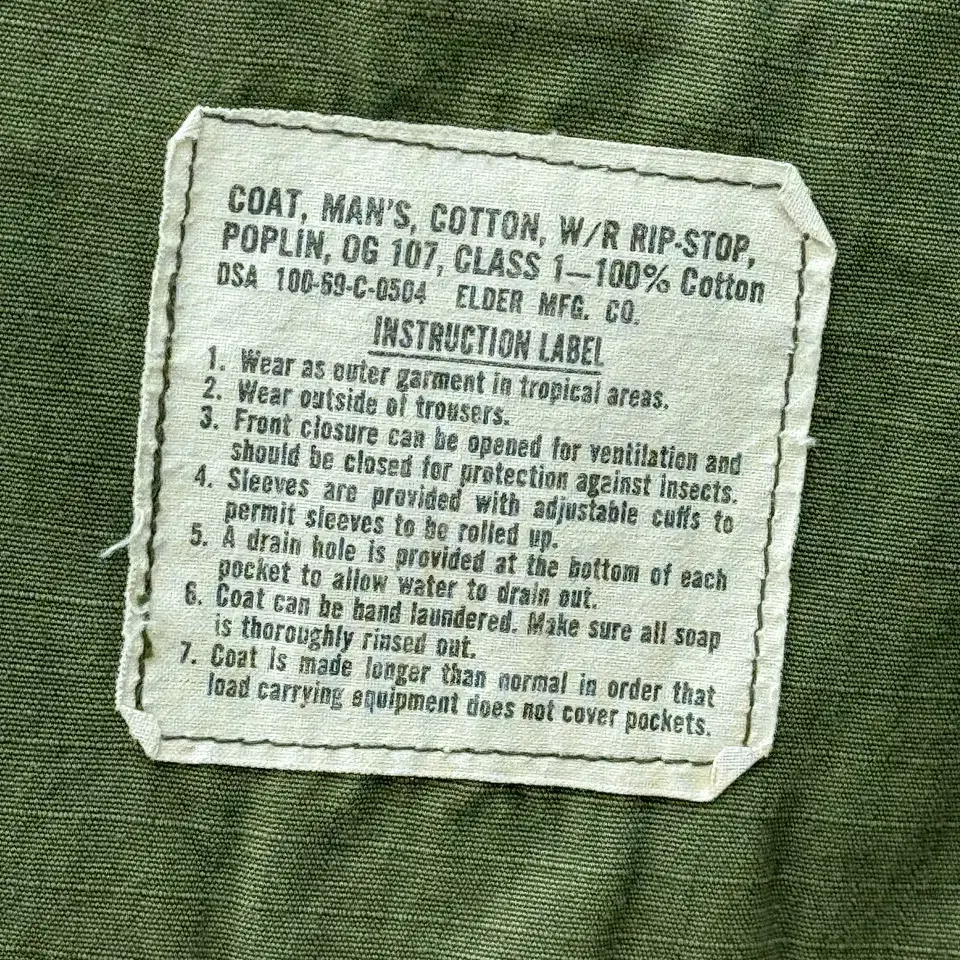 COAT, MAN'S, COTTON, W/R RIP-STOP,
POPLIN, OG 107, CLASS 1—100% Cotton
DSA 100-69-C-0504 ELDER MFG. CO.
INSTRUCTION LABEL
1. Wear as outer garment in tropical areas.
2. Wear outside of trousers.
3. Front closure can be opened for ventilation and
should be closed for protection against insects.
4. Sleeves are provided with adjustable cuffs to
permit sleeves to be rolled up.
5. A drain hole is provided at the bottom of each
pocket to allow water to drain out.
6. Coat can be hand laundered. Make sure all soap
is thoroughly rinsed out.
7. Coat is made longer than normal in order that
load carrying equipment does not cover pockets.